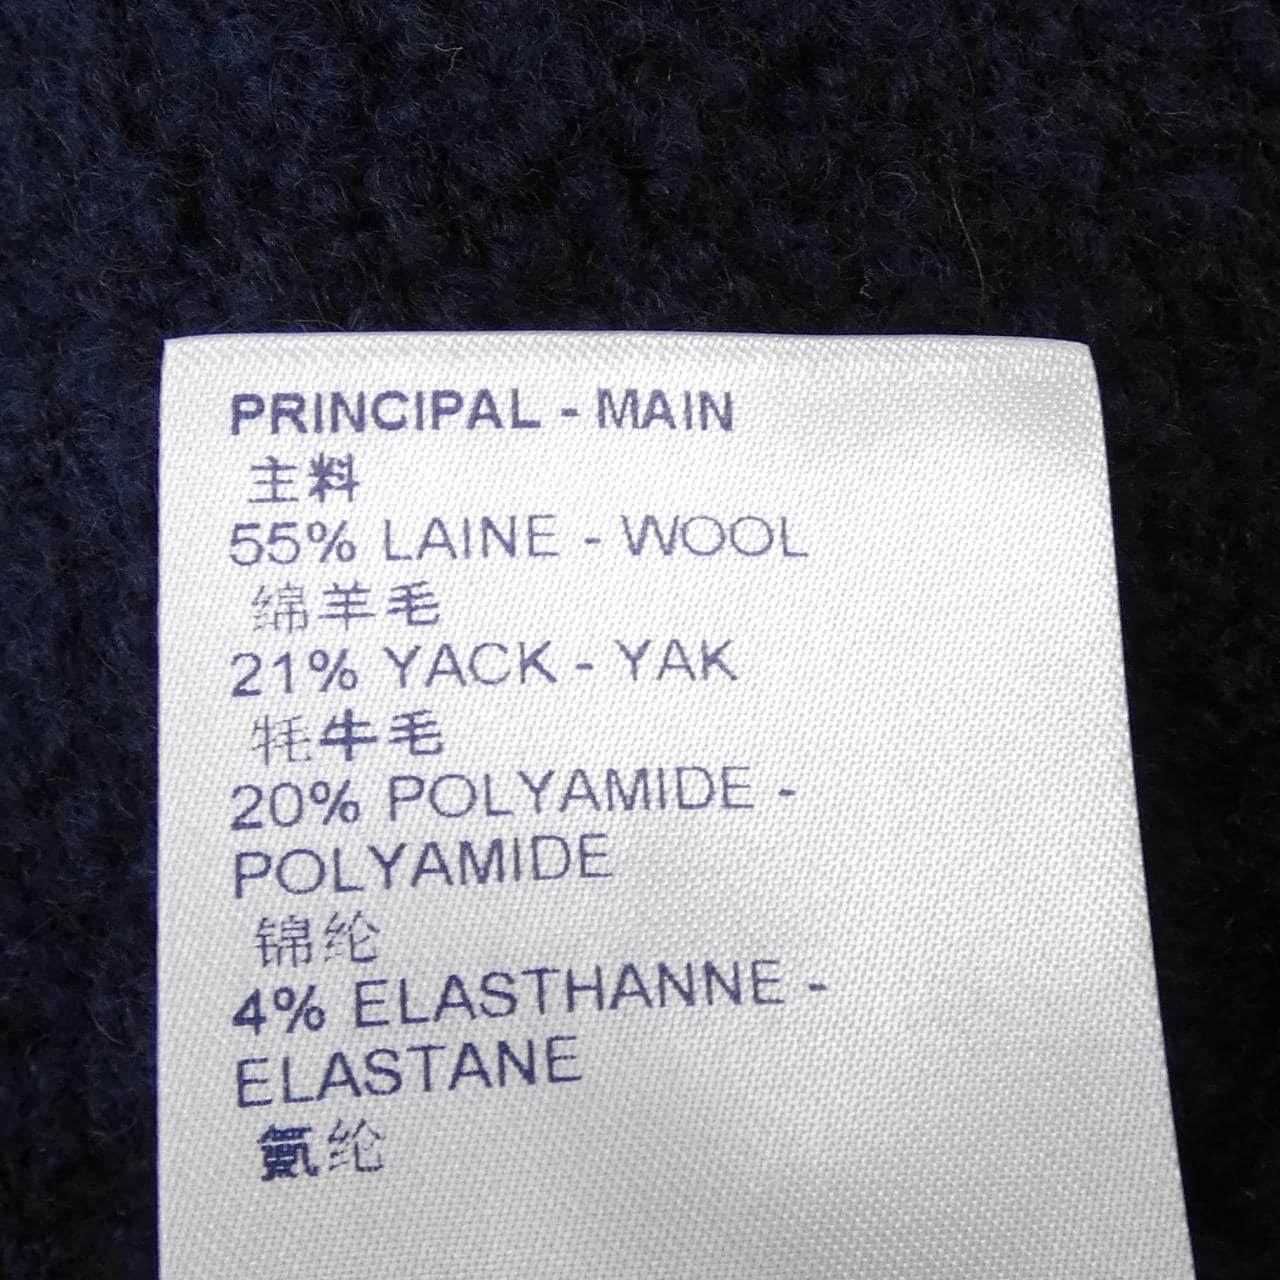 PRINCIPAL - MAIN
主料
55% LAINE - WOOL
绵羊毛
21% YACK - YAK
牦牛毛
20% POLYAMIDE -
POLYAMIDE
锦纶
4% ELASTHANNE -
ELASTANE
氨纶